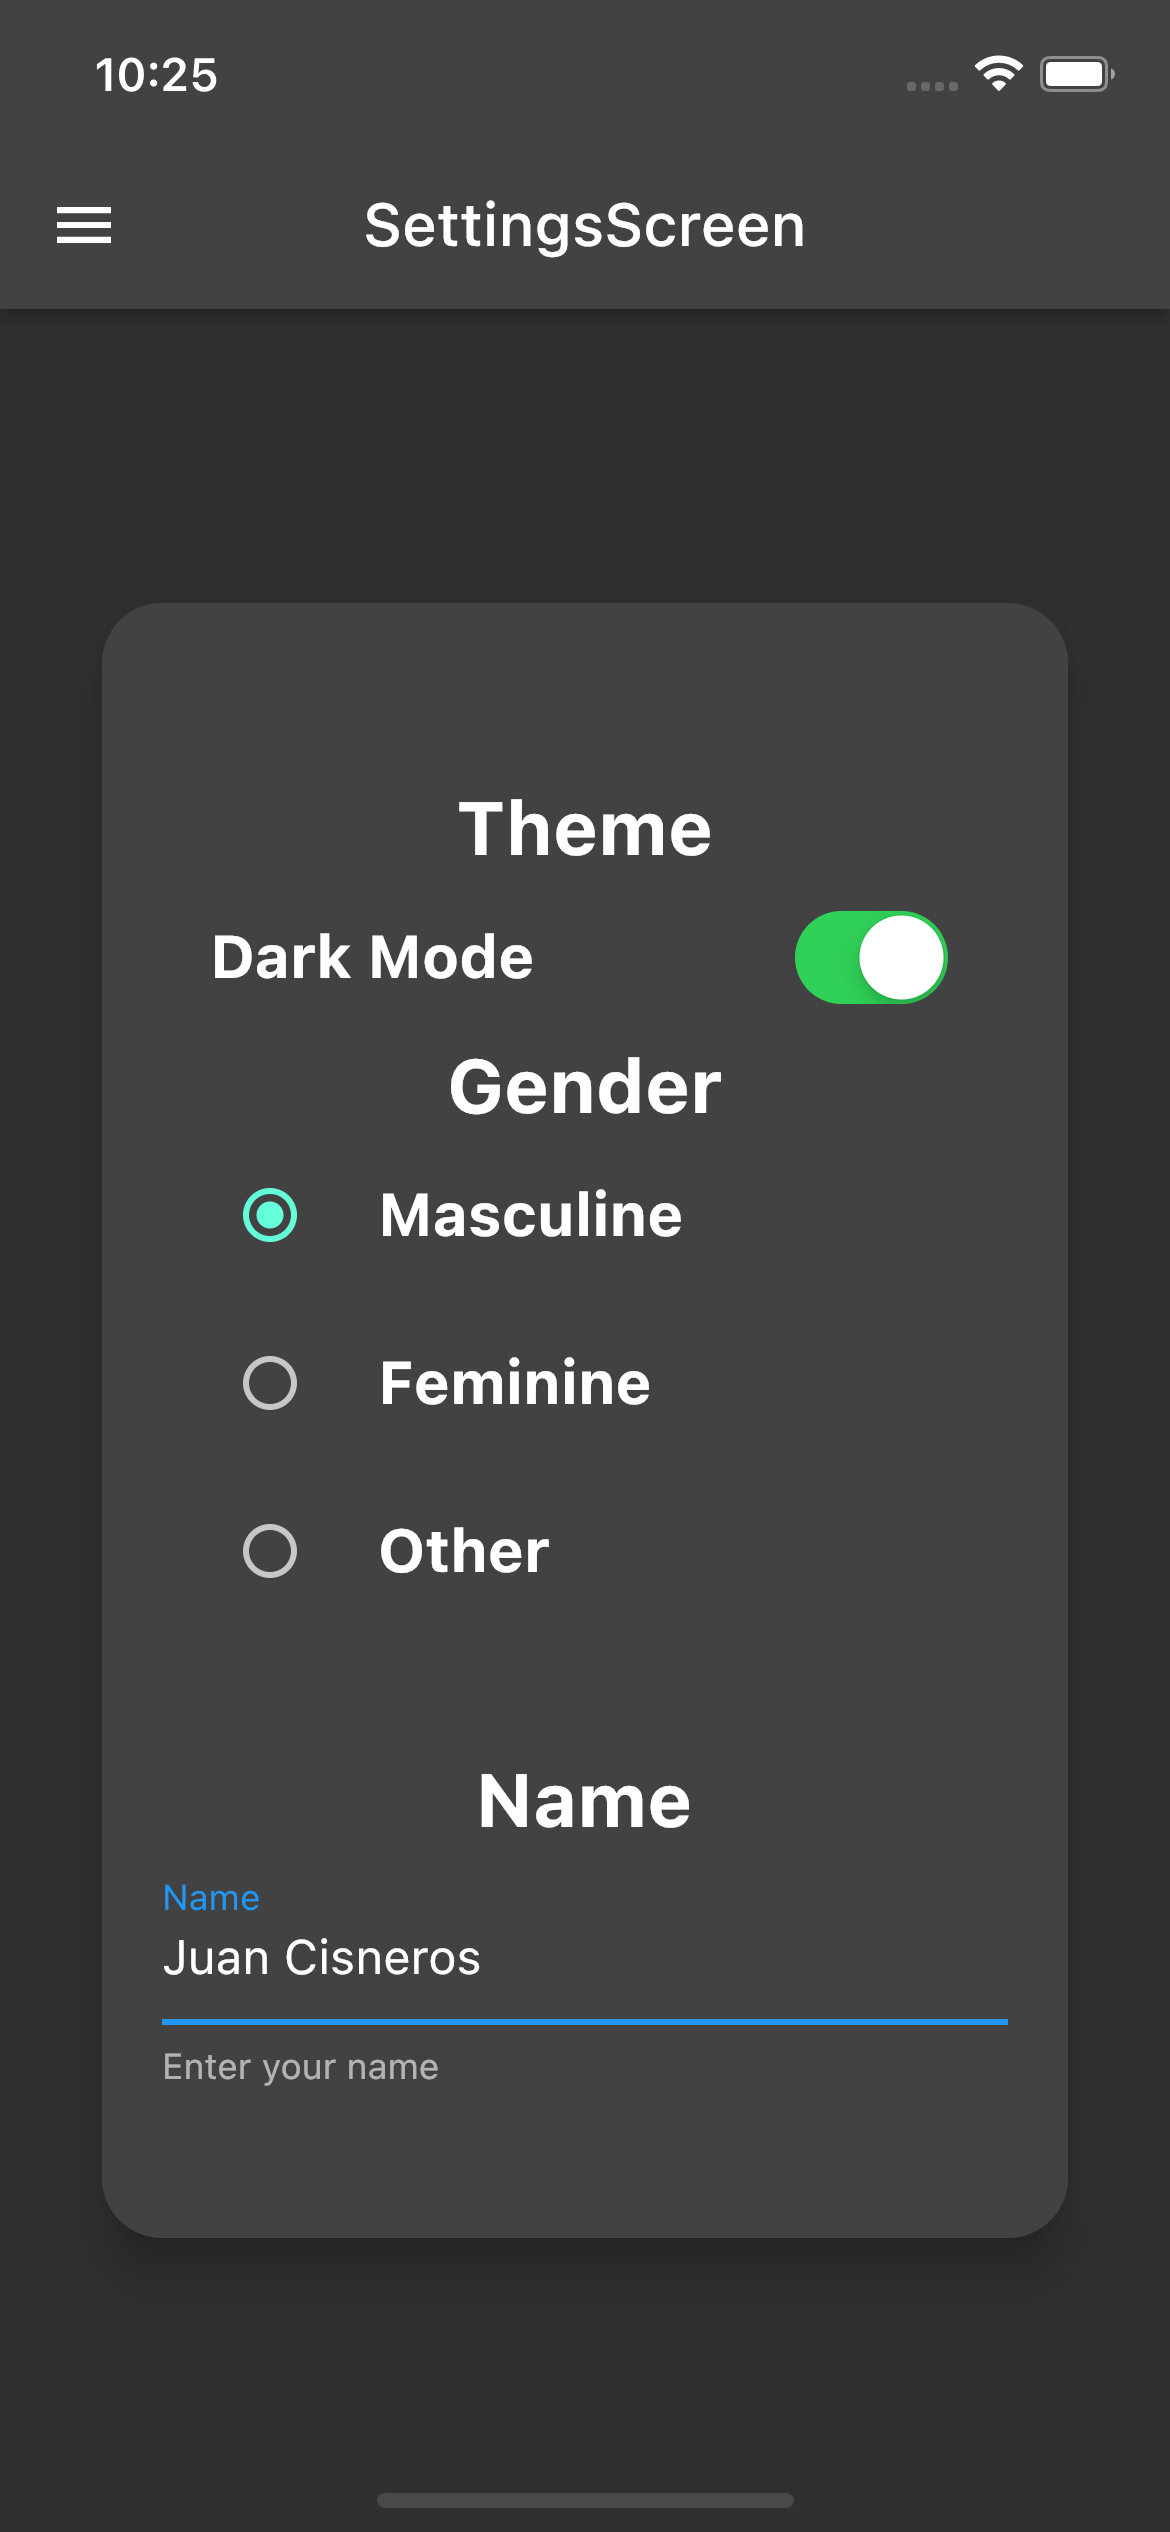 10:25
SettingsScreen
Theme
Dark Mode
Gender
Masculine
Feminine
Other
Name
Name
Juan Cisneros
Enter your name